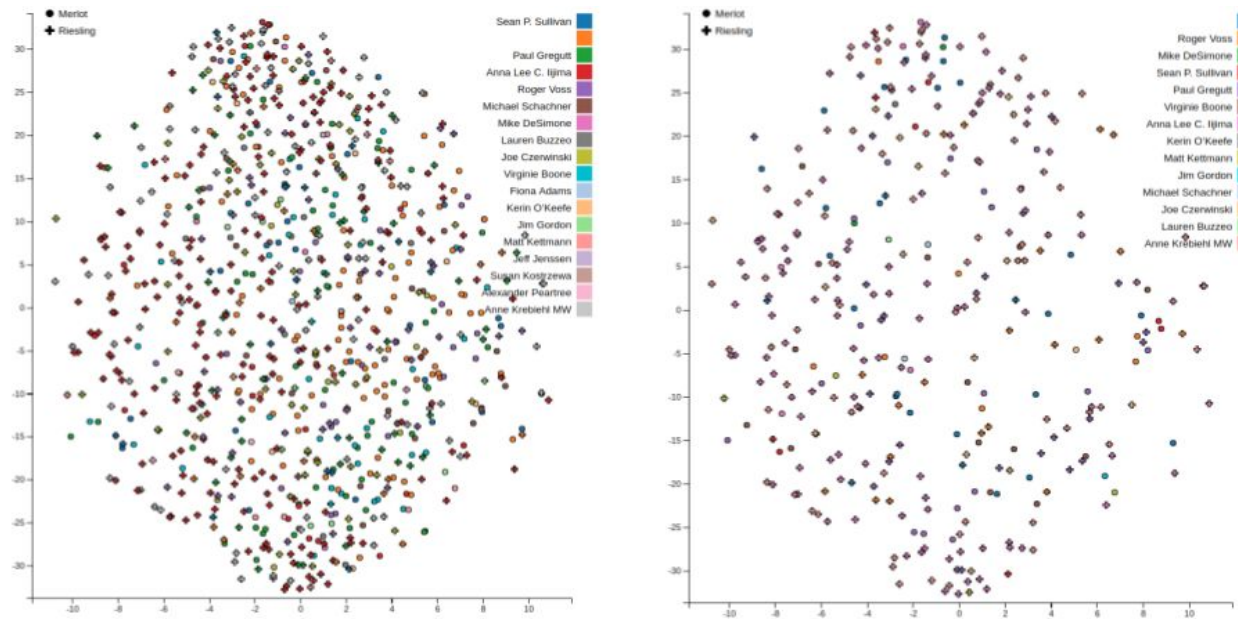 Merlot
Riesling
Sean P. Sullivan
Paul Gregutt
Anna Lee C. Iijima
Roger Voss
Michael Schachner
Mike DeSimone
Lauren Buzzeo
Joe Czerwinski
Virginie Boone
Fiona Adams
Kerin O'Keefe
Jim Gordon
Matt Kettmann
Jeff Jenssen
Susan Kostrzewa
Alexander Peartree
Anne Krebiehl MW
30
25
20
15
10
5
0
-5
-10
-15
-20
-25
-30
-10 -8 -6 -4 -2 0 2 4 6 8 10
Merlot
Riesling
Roger Voss
Mike DeSimone
Sean P. Sullivan
Paul Gregutt
Virginie Boone
Anna Lee C. Iijima
Kerin O'Keefe
Matt Kettmann
Jim Gordon
Michael Schachner
Joe Czerwinski
Lauren Buzzeo
Anne Krebiehl MW
30
25
20
15
10
5
0
-5
-10
-15
-20
-25
-30
-10 -8 -6 -4 -2 0 2 4 6 8 10